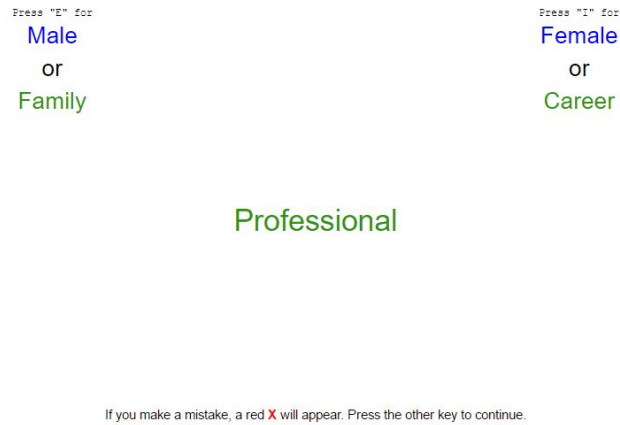 Press "E" for
Male
or
Family
Press "I" for
Female
or
Career
Professional
If you make a mistake, a red X will appear. Press the other key to continue.